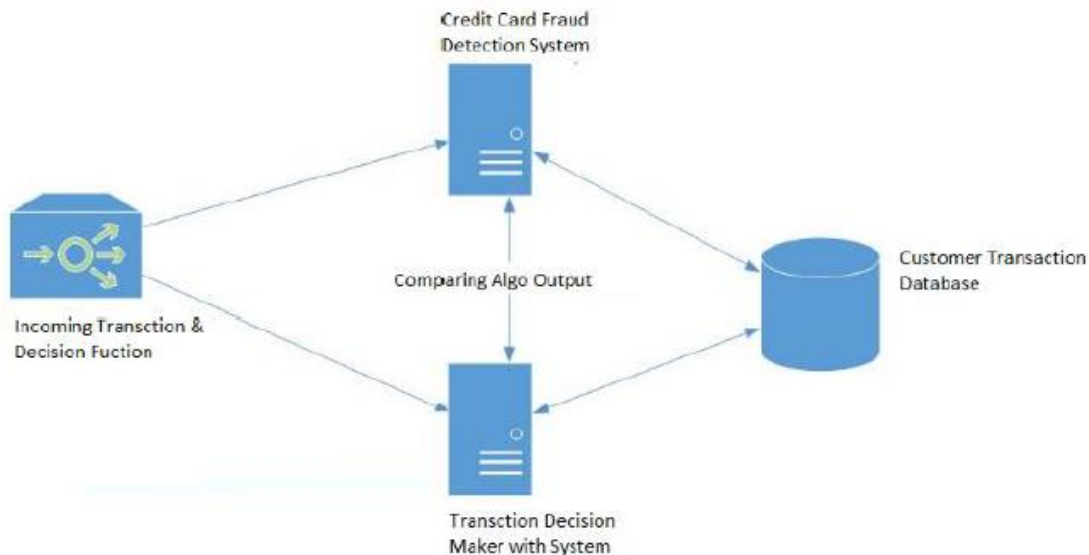 Credit Card Fraud
Detection System
Comparing Algo Output
Customer Transaction
Database
Incoming Transction &
Decision Fuction
Transction Decision
Maker with System